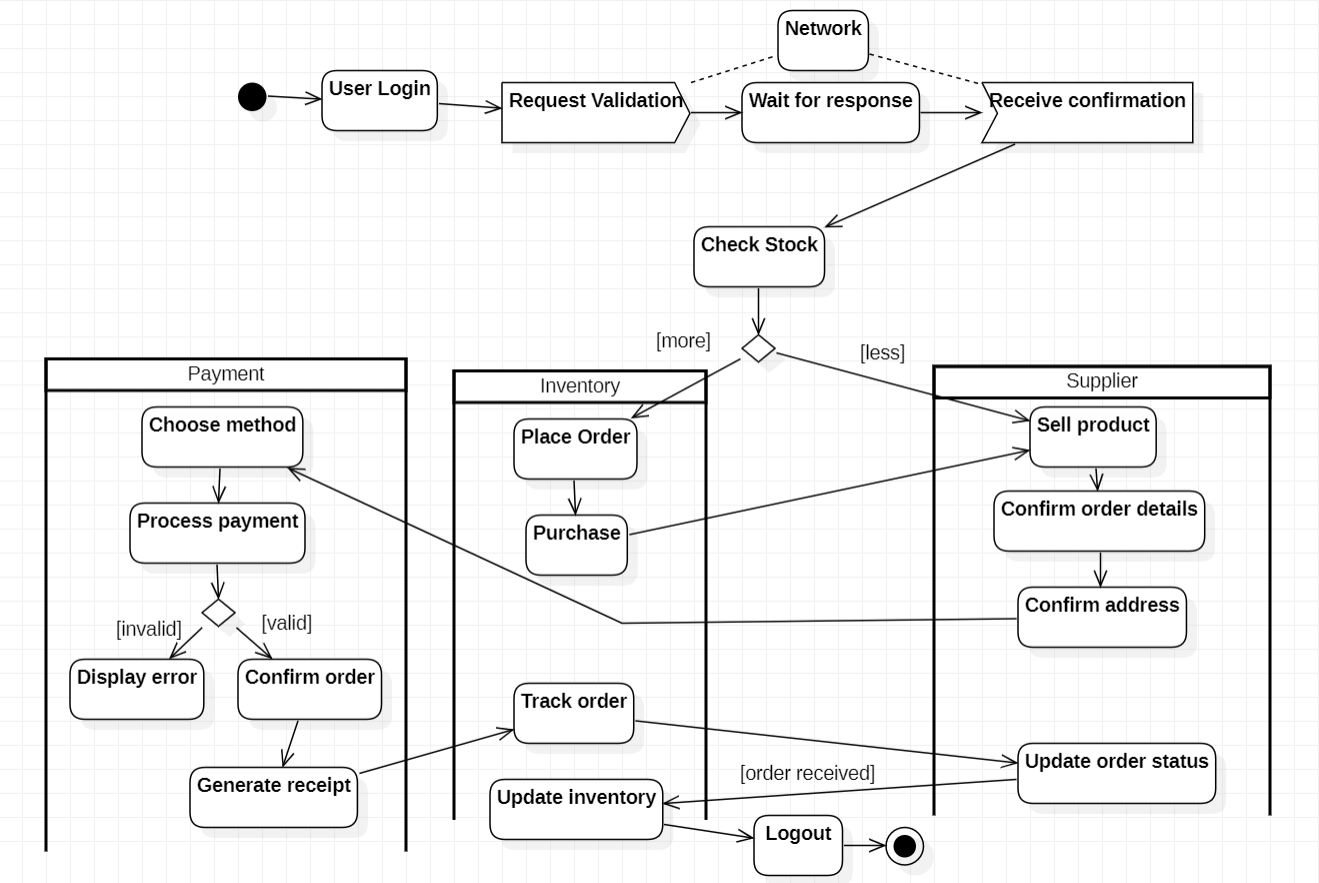 Network
User Login
Request Validation
Wait for response
Receive confirmation
Check Stock
[more]
[less]
Payment
Choose method
Process payment
[invalid]
[valid]
Display error
Confirm order
Generate receipt
Inventory
Place Order
Purchase
Track order
Update inventory
Supplier
Sell product
Confirm order details
Confirm address
Update order status
[order received]
Logout